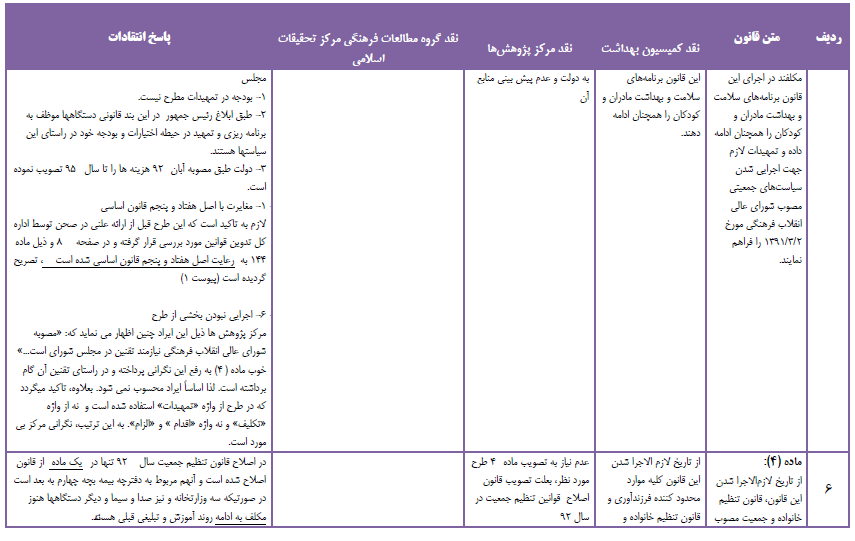 ردیف
متن قانون
نقد کمیسیون بهداشت
نقد مرکز پژوهش‌ها
نقد گروه مطالعات فرهنگی مرکز تحقیقات
اسلامی
پاسخ انتقادات
مکلفند در اجرای این
قانون برنامه‌های سلامت
و بهداشت مادران و
کودکان را همچنان ادامه
داده و تمهیدات لازم
جهت اجرایی شدن
سیاست‌های جمعیتی
مصوب شورای عالی
انقلاب فرهنگی مورخ
۱۳۹۱/۳/۲ را فراهم
نمایند.
این قانون برنامه‌های
سلامت و بهداشت مادران و
کودکان را همچنان ادامه
دهند.
به دولت و عدم پیش بینی منابع
آن
مجلس
۱- بودجه در تمهیدات مطرح نیست.
۲- طبق ابلاغ رئیس جمهور در این بند قانونی دستگاهها موظف به
برنامه ریزی و تمهید در حیطه اختیارات و بودجه خود در راستای این
سیاستها هستند.
۳- دولت طبق مصوبه آبان ۹۲ هزینه ها را تا سال ۹۵ تصویب نموده
است.
۱- مغایرت با اصل هفتاد و پنجم قانون اساسی
لازم به تاکید است که این طرح قبل از ارائه علنی در صحن توسط اداره
کل تدوین قوانین مورد بررسی قرار گرفته و در صفحه ۸ و ذیل ماده
۱۴۴ به رعایت اصل هفتاد و پنجم قانون اساسی شده است ، تصریح
گردیده است (پیوست ۱)
۶- اجرایی نبودن بخشی از طرح
مرکز پژوهش ها ذیل این ایراد چنین اظهار می نماید که: «مصوبه
شورای عالی انقلاب فرهنگی نیازمند تقنین در مجلس شورای است...»
خوب ماده (۴) به رفع این نگرانی پرداخته و در راستای تقنین آن گام
برداشته است. لذا اساساً ایراد محسوب نمی شود. بعلاوه، تاکید میگردد
که در طرح از واژه «تمهیدات» استفاده شده است و نه از واژه
«تکلیف» و نه واژه «اقدام » و «الزام». به این ترتیب، نگرانی مرکز بی
مورد است.
۶
ماده (۴):
از تاریخ لازم‌الاجرا شدن
این قانون، قانون تنظیم
خانواده و جمعیت مصوب
از تاریخ لازم الاجرا شدن
این قانون کلیه موارد
محدود کننده فرزندآوری و
قانون تنظیم خانواده و
عدم نیاز به تصویب ماده ۴ طرح
مورد نظر، بعلت تصویب قانون
اصلاح قوانین تنظیم جمعیت در
سال ۹۲
در اصلاح قانون تنظیم جمعیت سال ۹۲ تنها در یک ماده از قانون
اصلاح شده است و آنهم مربوط به دفترچه بیمه بچه چهارم به بعد است
در صورتیکه سه وزارتخانه و نیز صدا و سیما و دیگر دستگاهها هنوز
مکلف به ادامه روند آموزش و تبلیغی قبلی هستند.